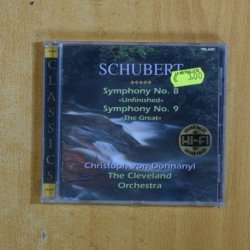 TELARC
SCHUBERT
Symphony No. 8
«Unfinished»
Symphony No. 9
«The Great»
Christoph von Dohnányi
The Cleveland
Orchestra
CLASSICS
HI-FI